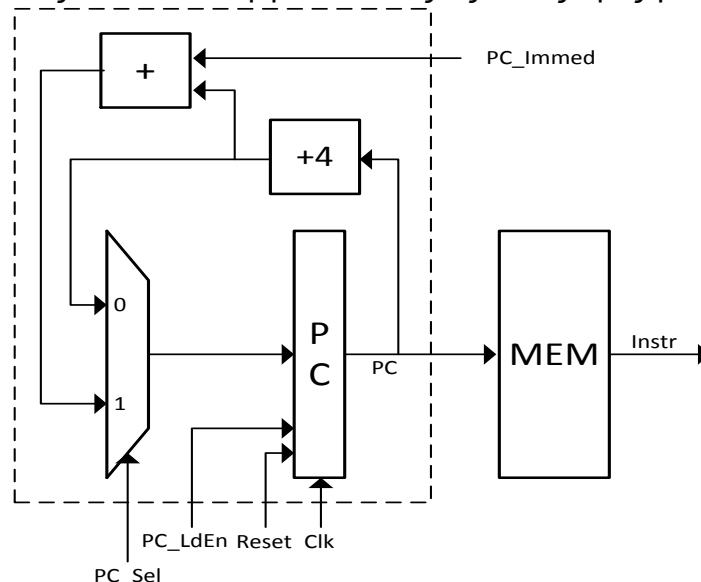 +
PC_Immed
+4
0
P
C
PC
MEM
Instr
1
PC_LdEn
Reset
Clk
PC_Sel